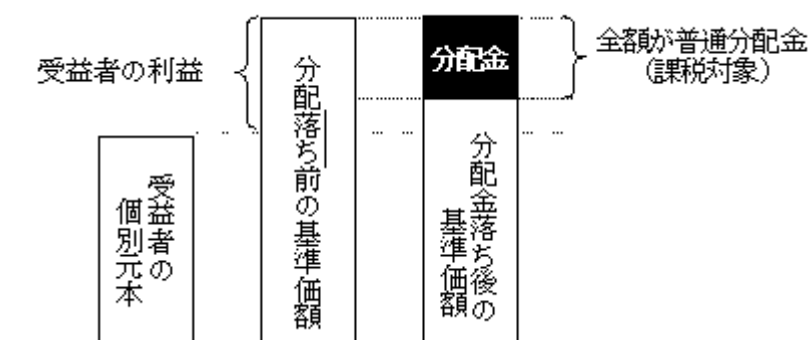 受益者の利益
分配落ち前の基準価額
分配金
全額が普通分配金
（課税対象）
受益者の
個別元本
分配金落ち後の
基準価額